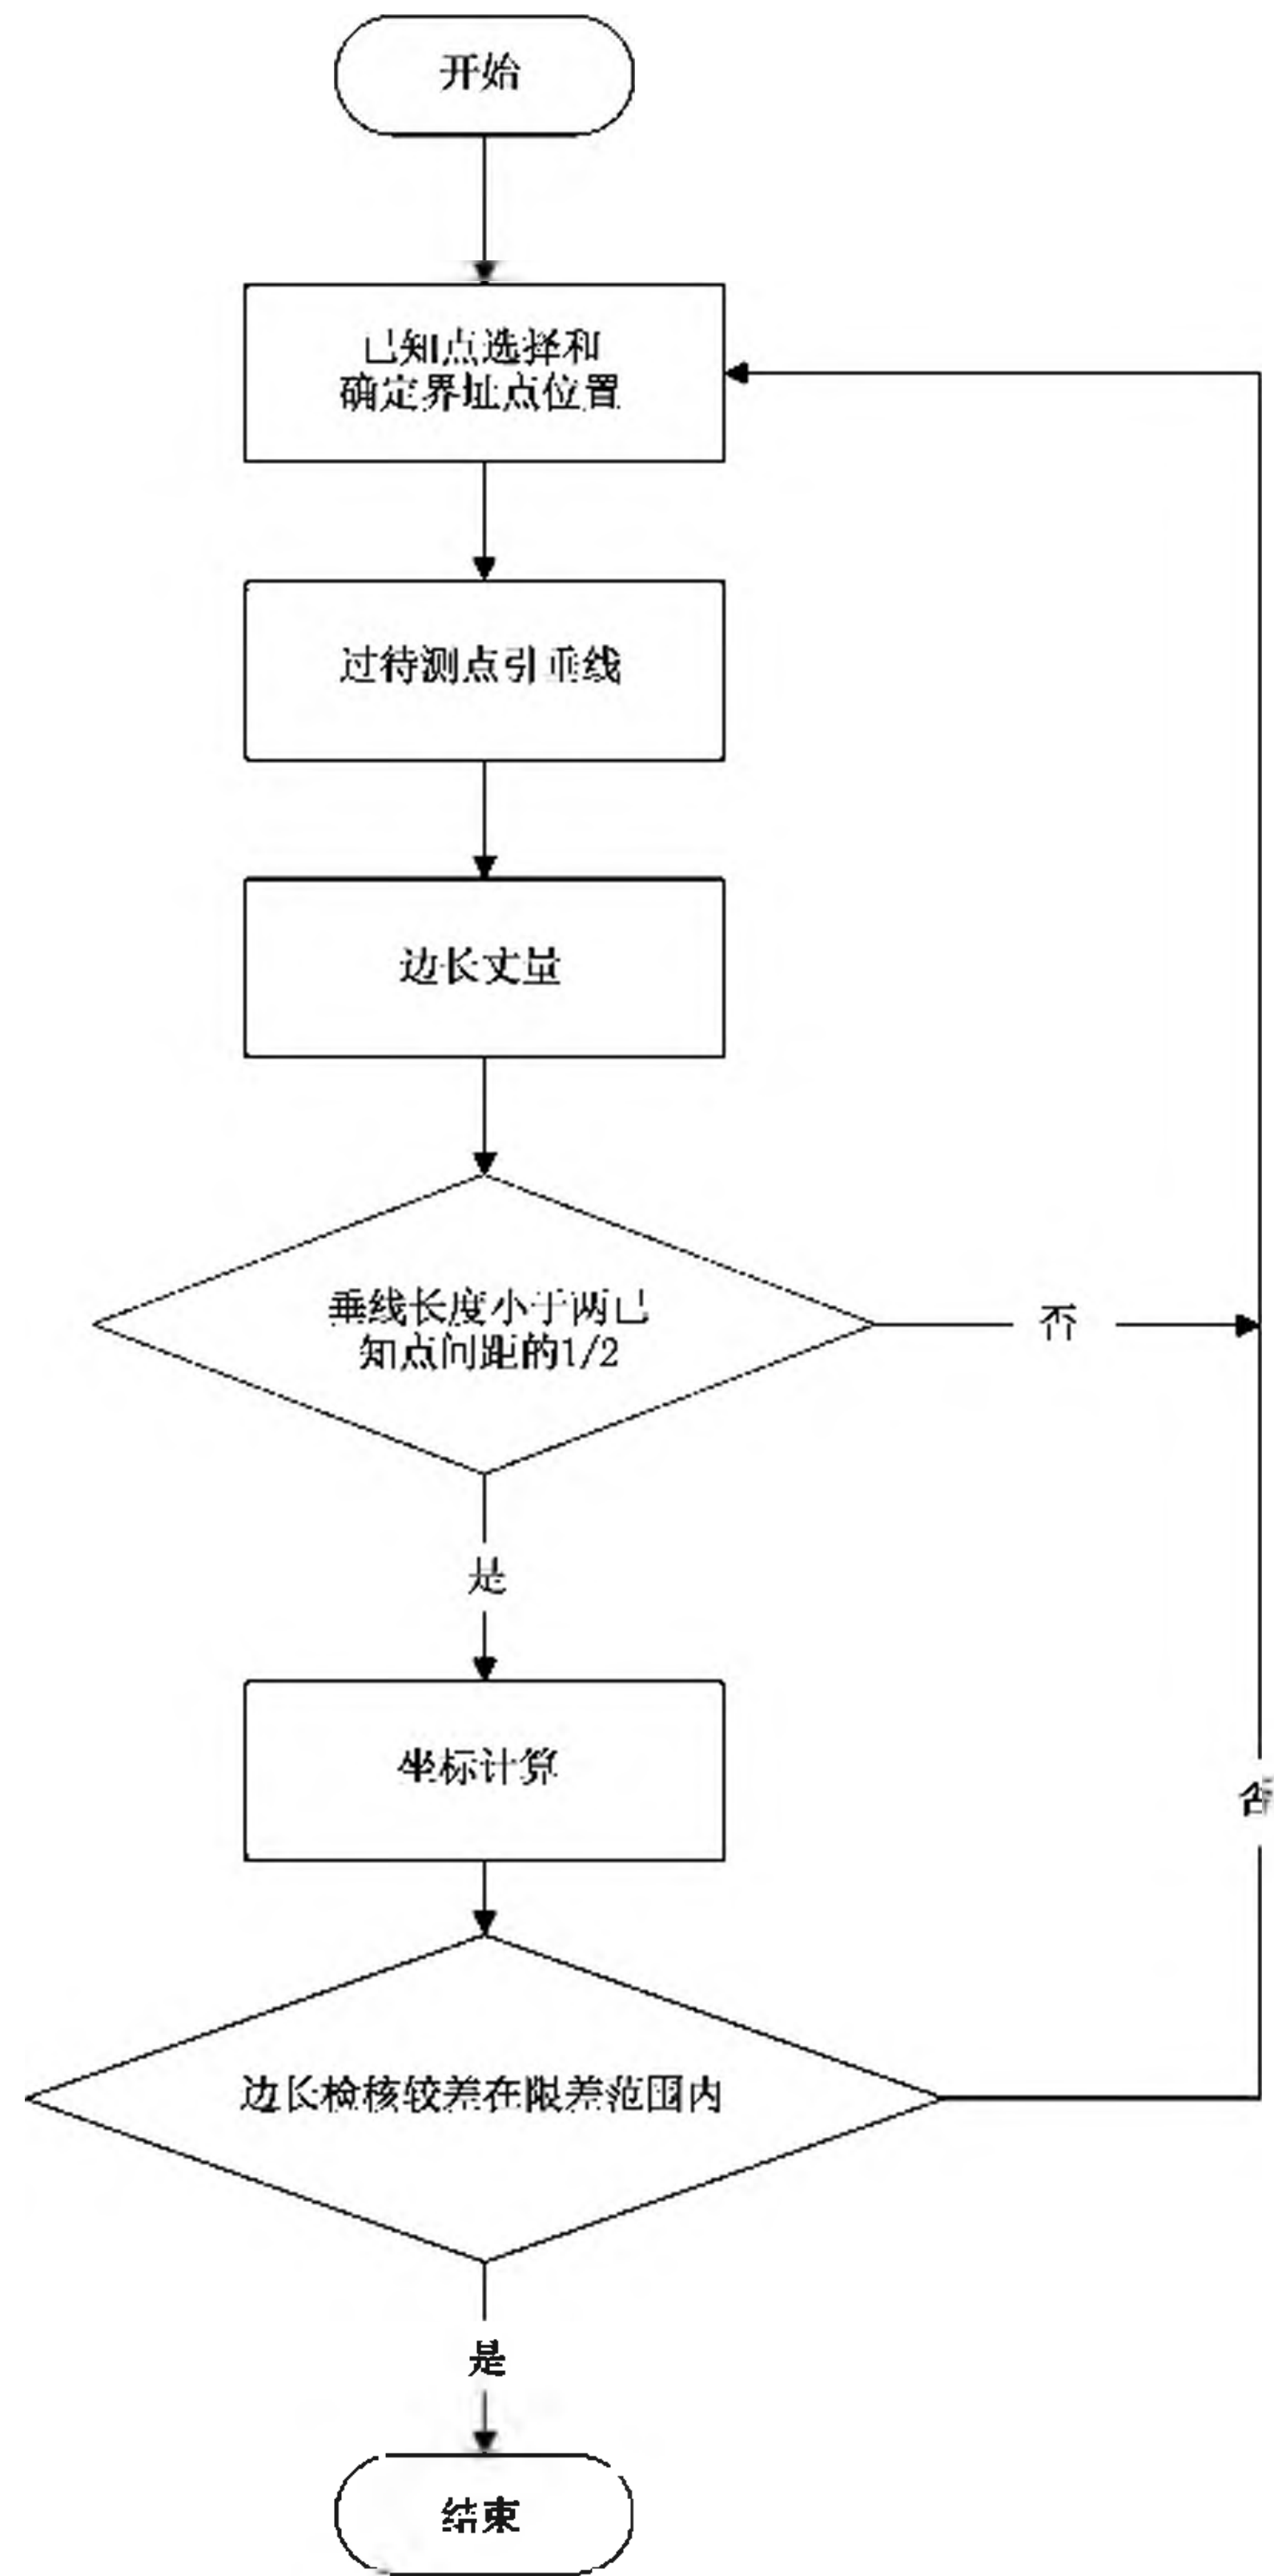 开始
已知点选择和
确定界址点位置
过待测点引垂线
边长丈量
垂线长度小于两已
知点间距的1/2
否
是
坐标计算
否
边长检核较差在限差范围内
是
结束